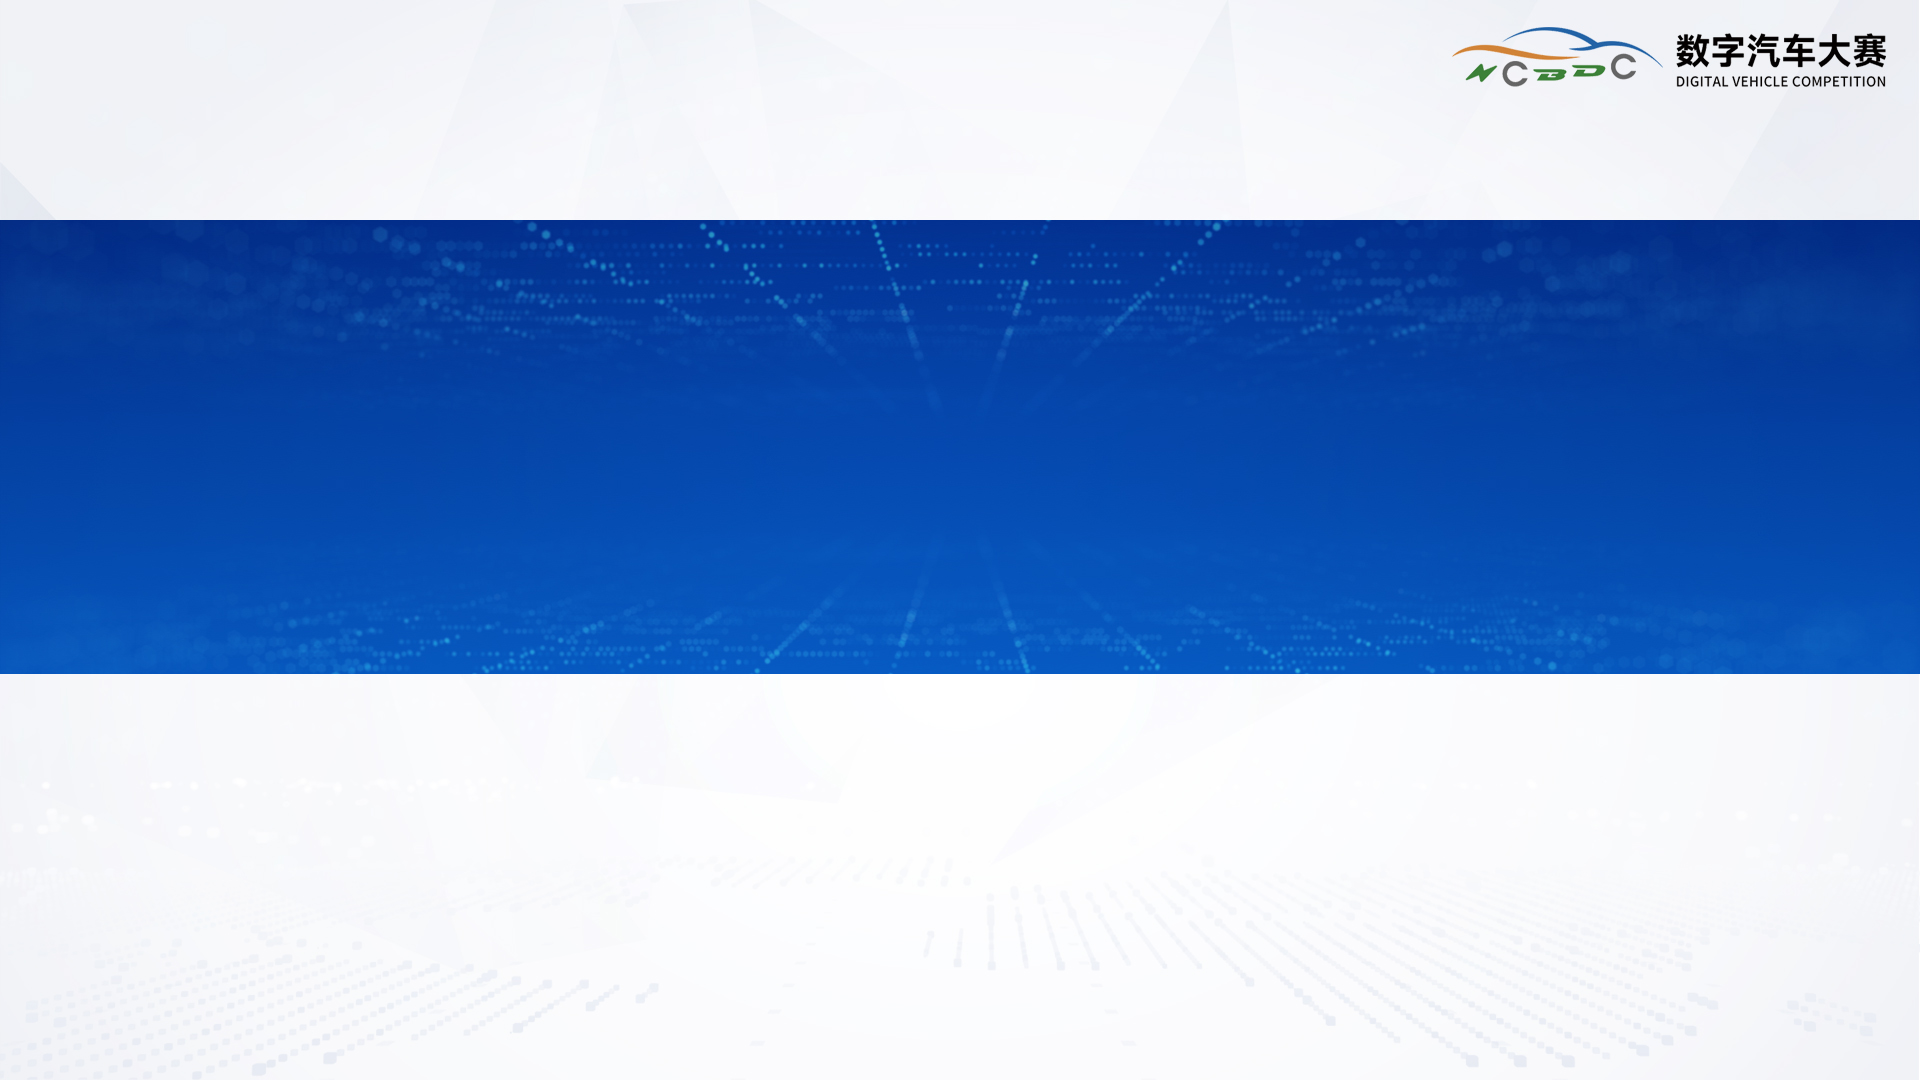 NCBDC
数字汽车大赛
DIGITAL VEHICLE COMPETITION